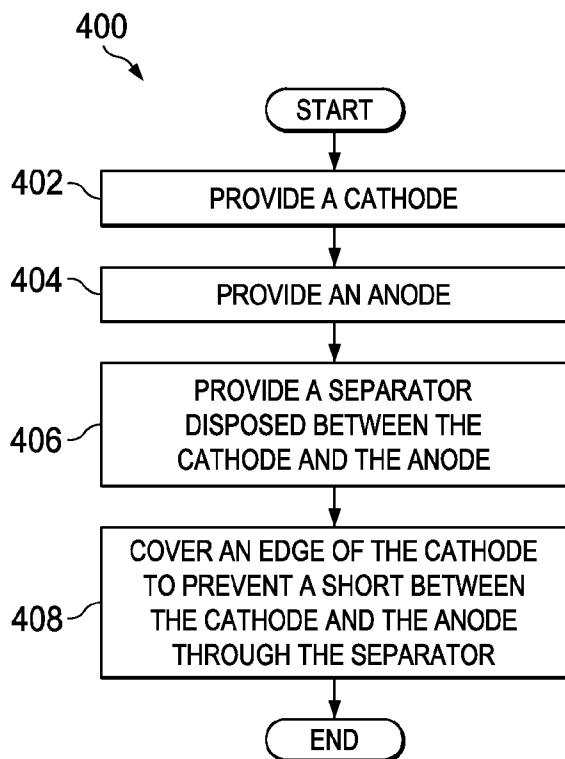 400
START
402
PROVIDE A CATHODE
404
PROVIDE AN ANODE
406
PROVIDE A SEPARATOR
DISPOSED BETWEEN THE
CATHODE AND THE ANODE
408
COVER AN EDGE OF THE CATHODE
TO PREVENT A SHORT BETWEEN
THE CATHODE AND THE ANODE
THROUGH THE SEPARATOR
END